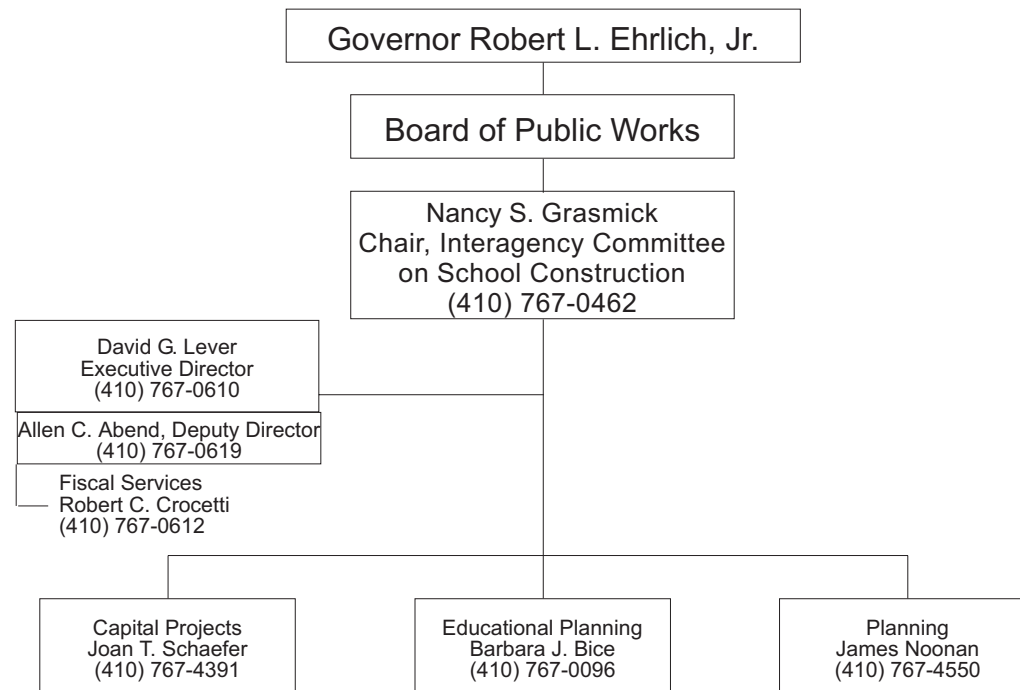 Governor Robert L. Ehrlich, Jr.
Board of Public Works
Nancy S. Grasmick
Chair, Interagency Committee
on School Construction
(410) 767-0462
David G. Lever
Executive Director
(410) 767-0610
Allen C. Abend, Deputy Director
(410) 767-0619
Fiscal Services
Robert C. Crocetti
(410) 767-0612
Capital Projects
Joan T. Schaefer
(410) 767-4391
Educational Planning
Barbara J. Bice
(410) 767-0096
Planning
James Noonan
(410) 767-4550